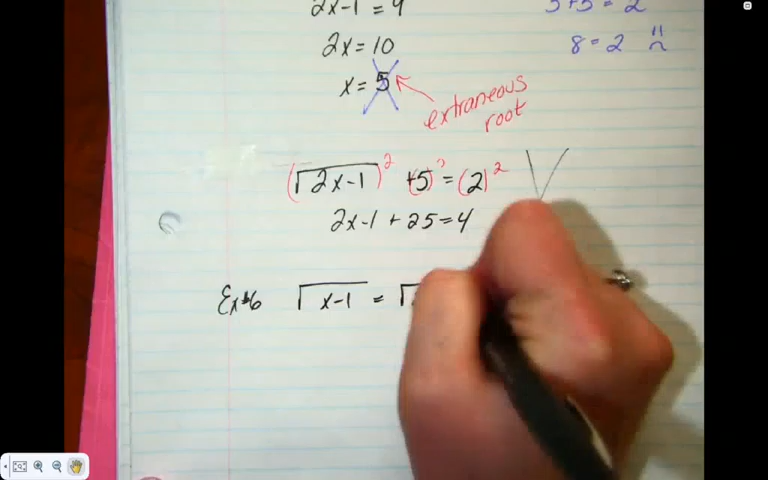 2x-1 = 4
3+5 = 2
2x = 10
8 = 2
x = 5
extraneous
root
(√2x-1)² + (5)² = (2)²
2x-1 + 25 = 4
Ex#6 √x-1 = √